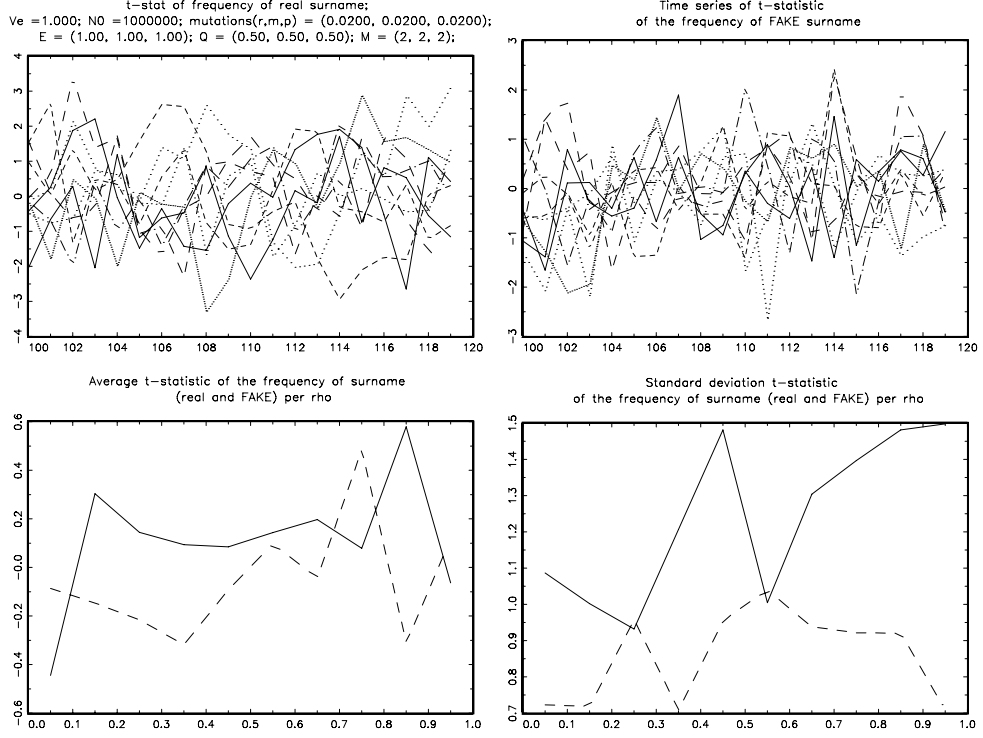 t-stat of frequency of real surname;
Ve =1.000; N0 =1000000; mutations(r,m,p) = (0.0200, 0.0200, 0.0200);
E = (1.00, 1.00, 1.00); Q = (0.50, 0.50, 0.50); M = (2, 2, 2);
4
3
2
1
0
-1
-2
-3
-4
100 102 104 106 108 110 112 114 116 118 120
Time series of t-statistic
of the frequency of FAKE surname
3
2
1
0
-1
-2
-3
100 102 104 106 108 110 112 114 116 118 120
Average t-statistic of the frequency of surname
(real and FAKE) per rho
0.6
0.4
0.2
-0.0
-0.2
-0.4
-0.6
0.0 0.1 0.2 0.3 0.4 0.5 0.6 0.7 0.8 0.9 1.0
Standard deviation t-statistic
of the frequency of surname (real and FAKE) per rho
1.5
1.4
1.3
1.2
1.1
1.0
0.9
0.8
0.7
0.0 0.1 0.2 0.3 0.4 0.5 0.6 0.7 0.8 0.9 1.0